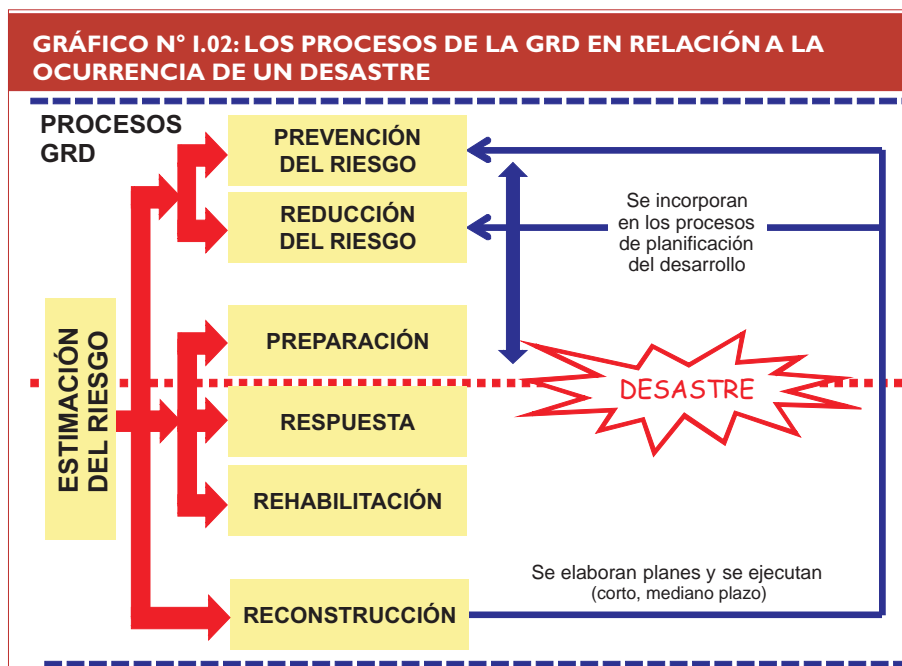 GRÁFICO N° I.02: LOS PROCESOS DE LA GRD EN RELACIÓN A LA
OCURRENCIA DE UN DESASTRE
PROCESOS
GRD
PREVENCIÓN
DEL RIESGO
REDUCCIÓN
DEL RIESGO
Se incorporan
en los procesos
de planificación
del desarrollo
ESTIMACIÓN
DEL RIESGO
PREPARACIÓN
DESASTRE
RESPUESTA
REHABILITACIÓN
Se elaboran planes y se ejecutan
(corto, mediano plazo)
RECONSTRUCCIÓN